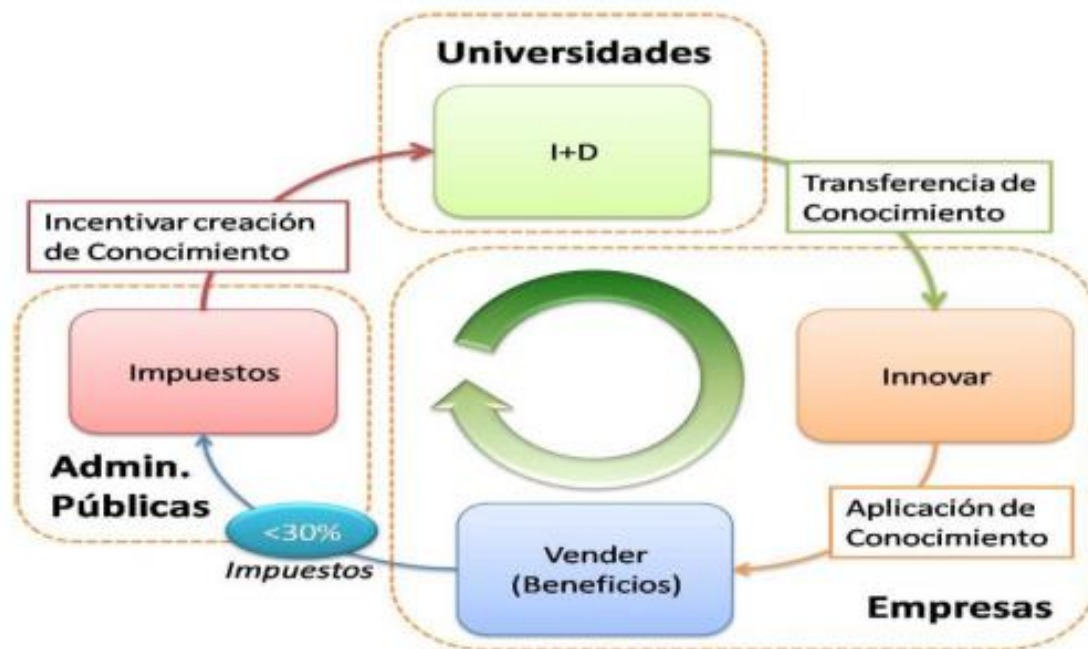 Universidades
I+D
Transferencia de
Conocimiento
Incentivar creación
de Conocimiento
Impuestos
Innovar
Admin.
Públicas
<30%
Impuestos
Vender
(Beneficios)
Aplicación de
Conocimiento
Empresas